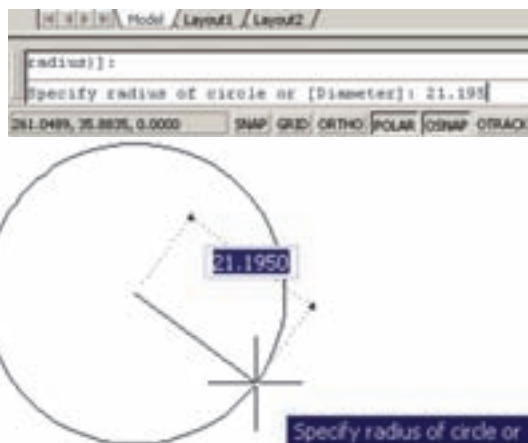 Model Layout1 Layout2
radius)]:
Specify radius of circle or [Diameter]: 21.195
261.0489, 35.8835, 0.0000 SNAP GRID ORTHO POLAR OSNAP OTRACK
21.1950
Specify radius of circle or